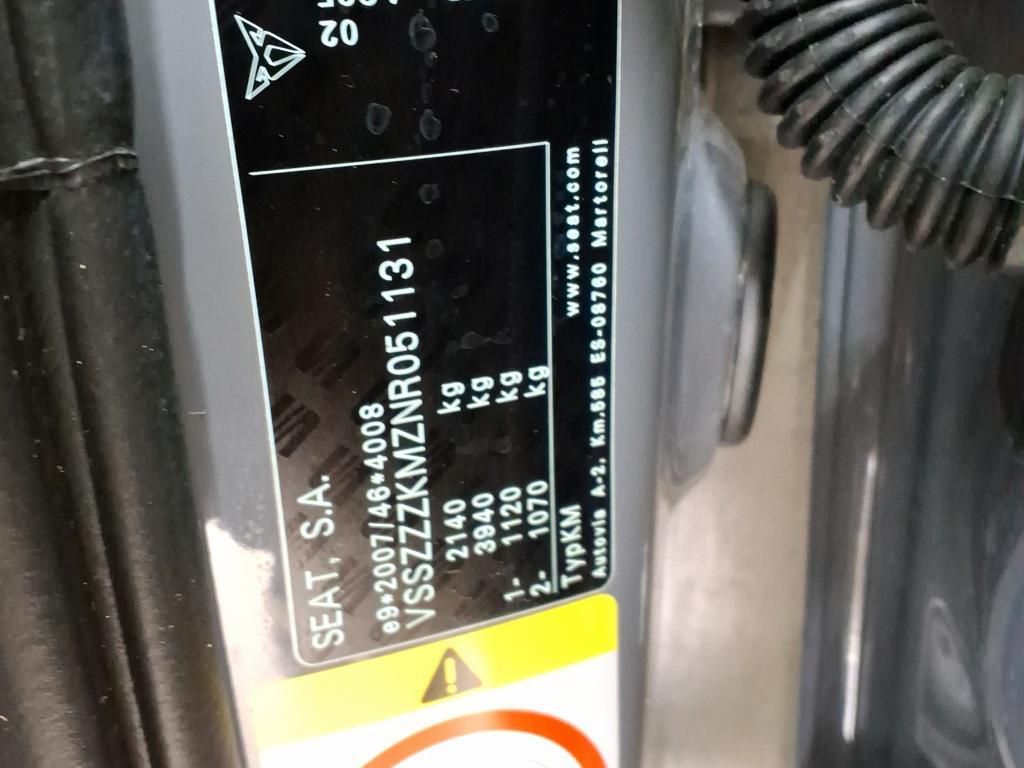 SEAT, S.A.
e9*2007/46*4008
VSSZZZKMZNR051131
2140 kg
3940 kg
1- 1120 kg
2- 1070 kg
TypKM
www.seat.com
Autovia A-2, Km.585 ES-08760 Martorell
02